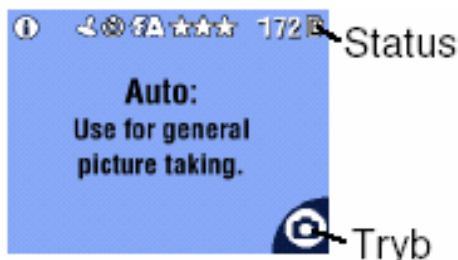 172 Status
Auto:
Use for general
picture taking.
Tryb